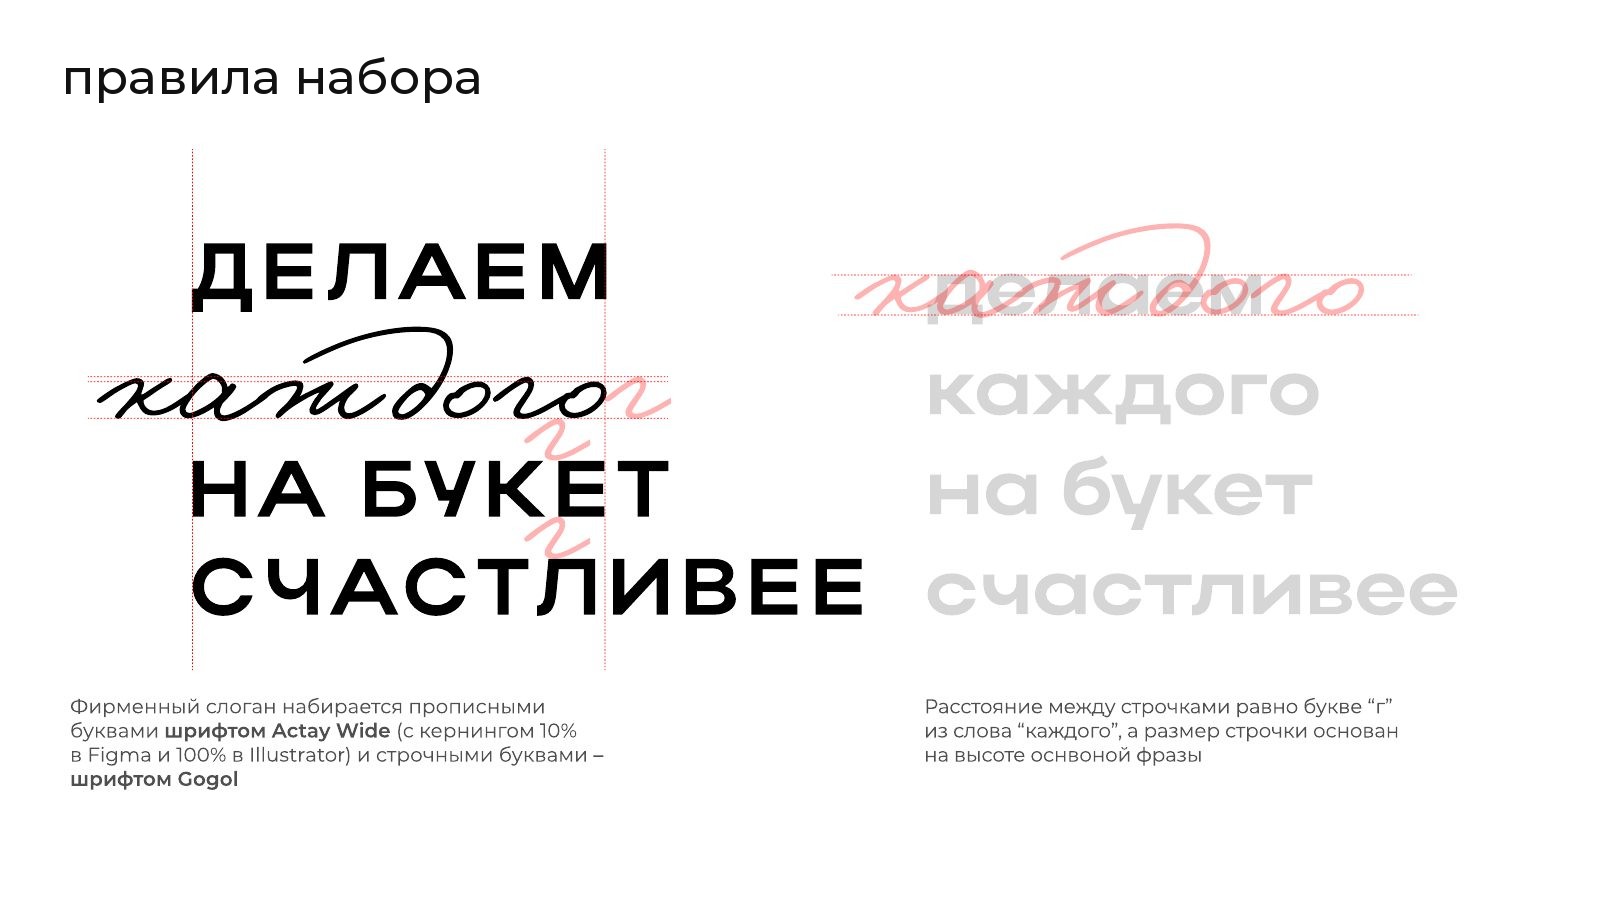 правила набора
ДЕЛАЕМ
каждого г
г
НА БУКЕТ
г
СЧАСТЛИВЕЕ
Фирменный слоган набирается прописными
буквами шрифтом Actay Wide (с кернингом 10%
в Figma и 100% в Illustrator) и строчными буквами –
шрифтом Gogol
каждого
делаем
каждого
на букет
счастливее
Расстояние между строчками равно букве “г”
из слова “каждого”, а размер строчки основан
на высоте оснвоной фразы